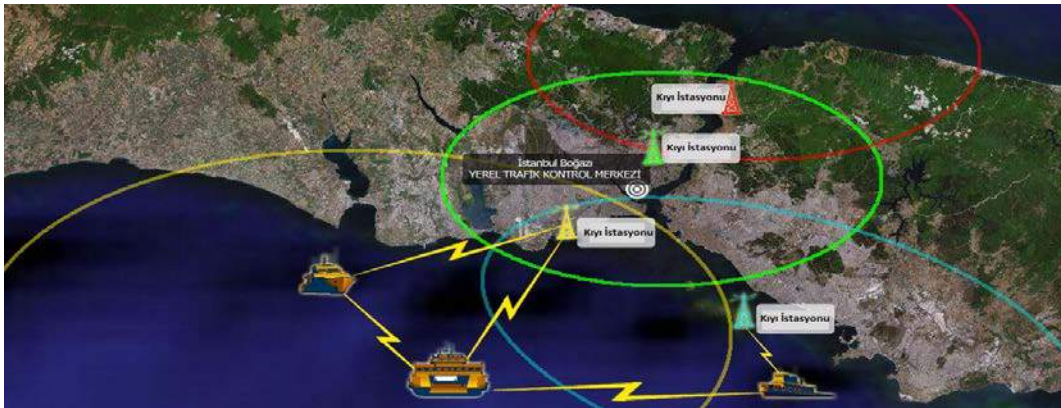 Kıyı İstasyonu
Kıyı İstasyonu
İstanbul Boğazı
YEREL TRAFİK KONTROL MERKEZİ
Kıyı İstasyonu
Kıyı İstasyonu